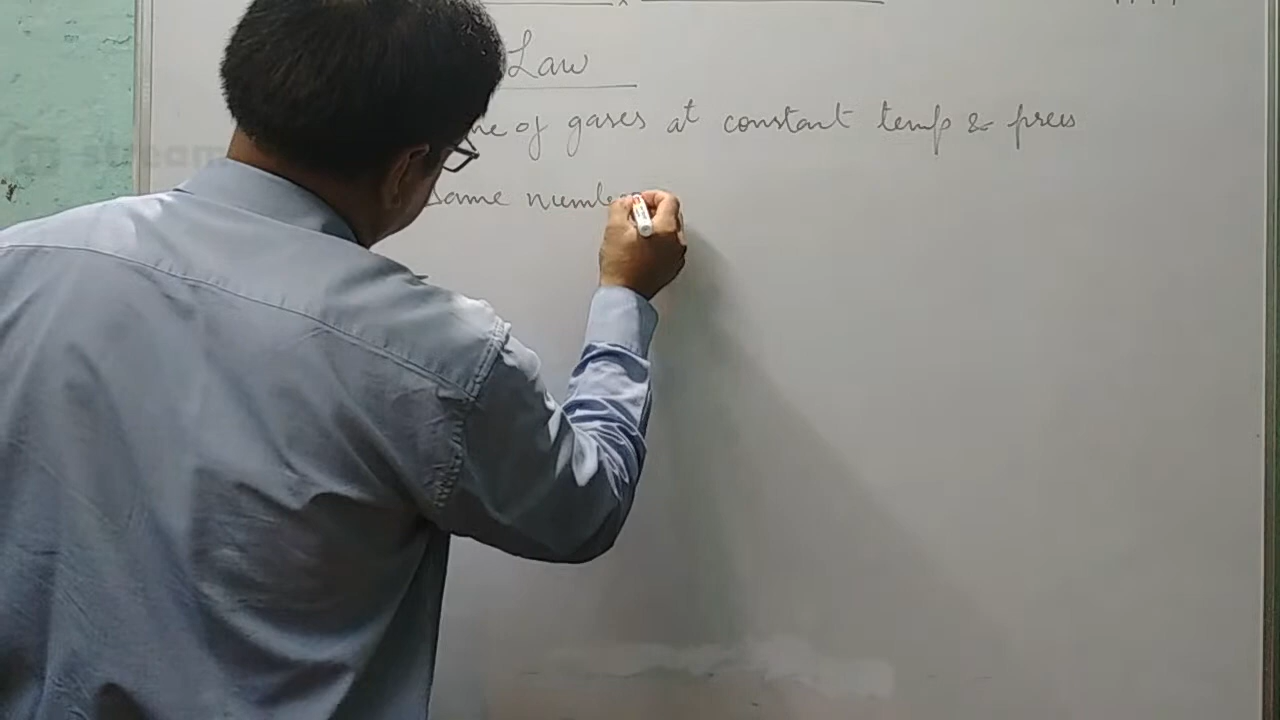 Law
of gases at constant temp & press
same number